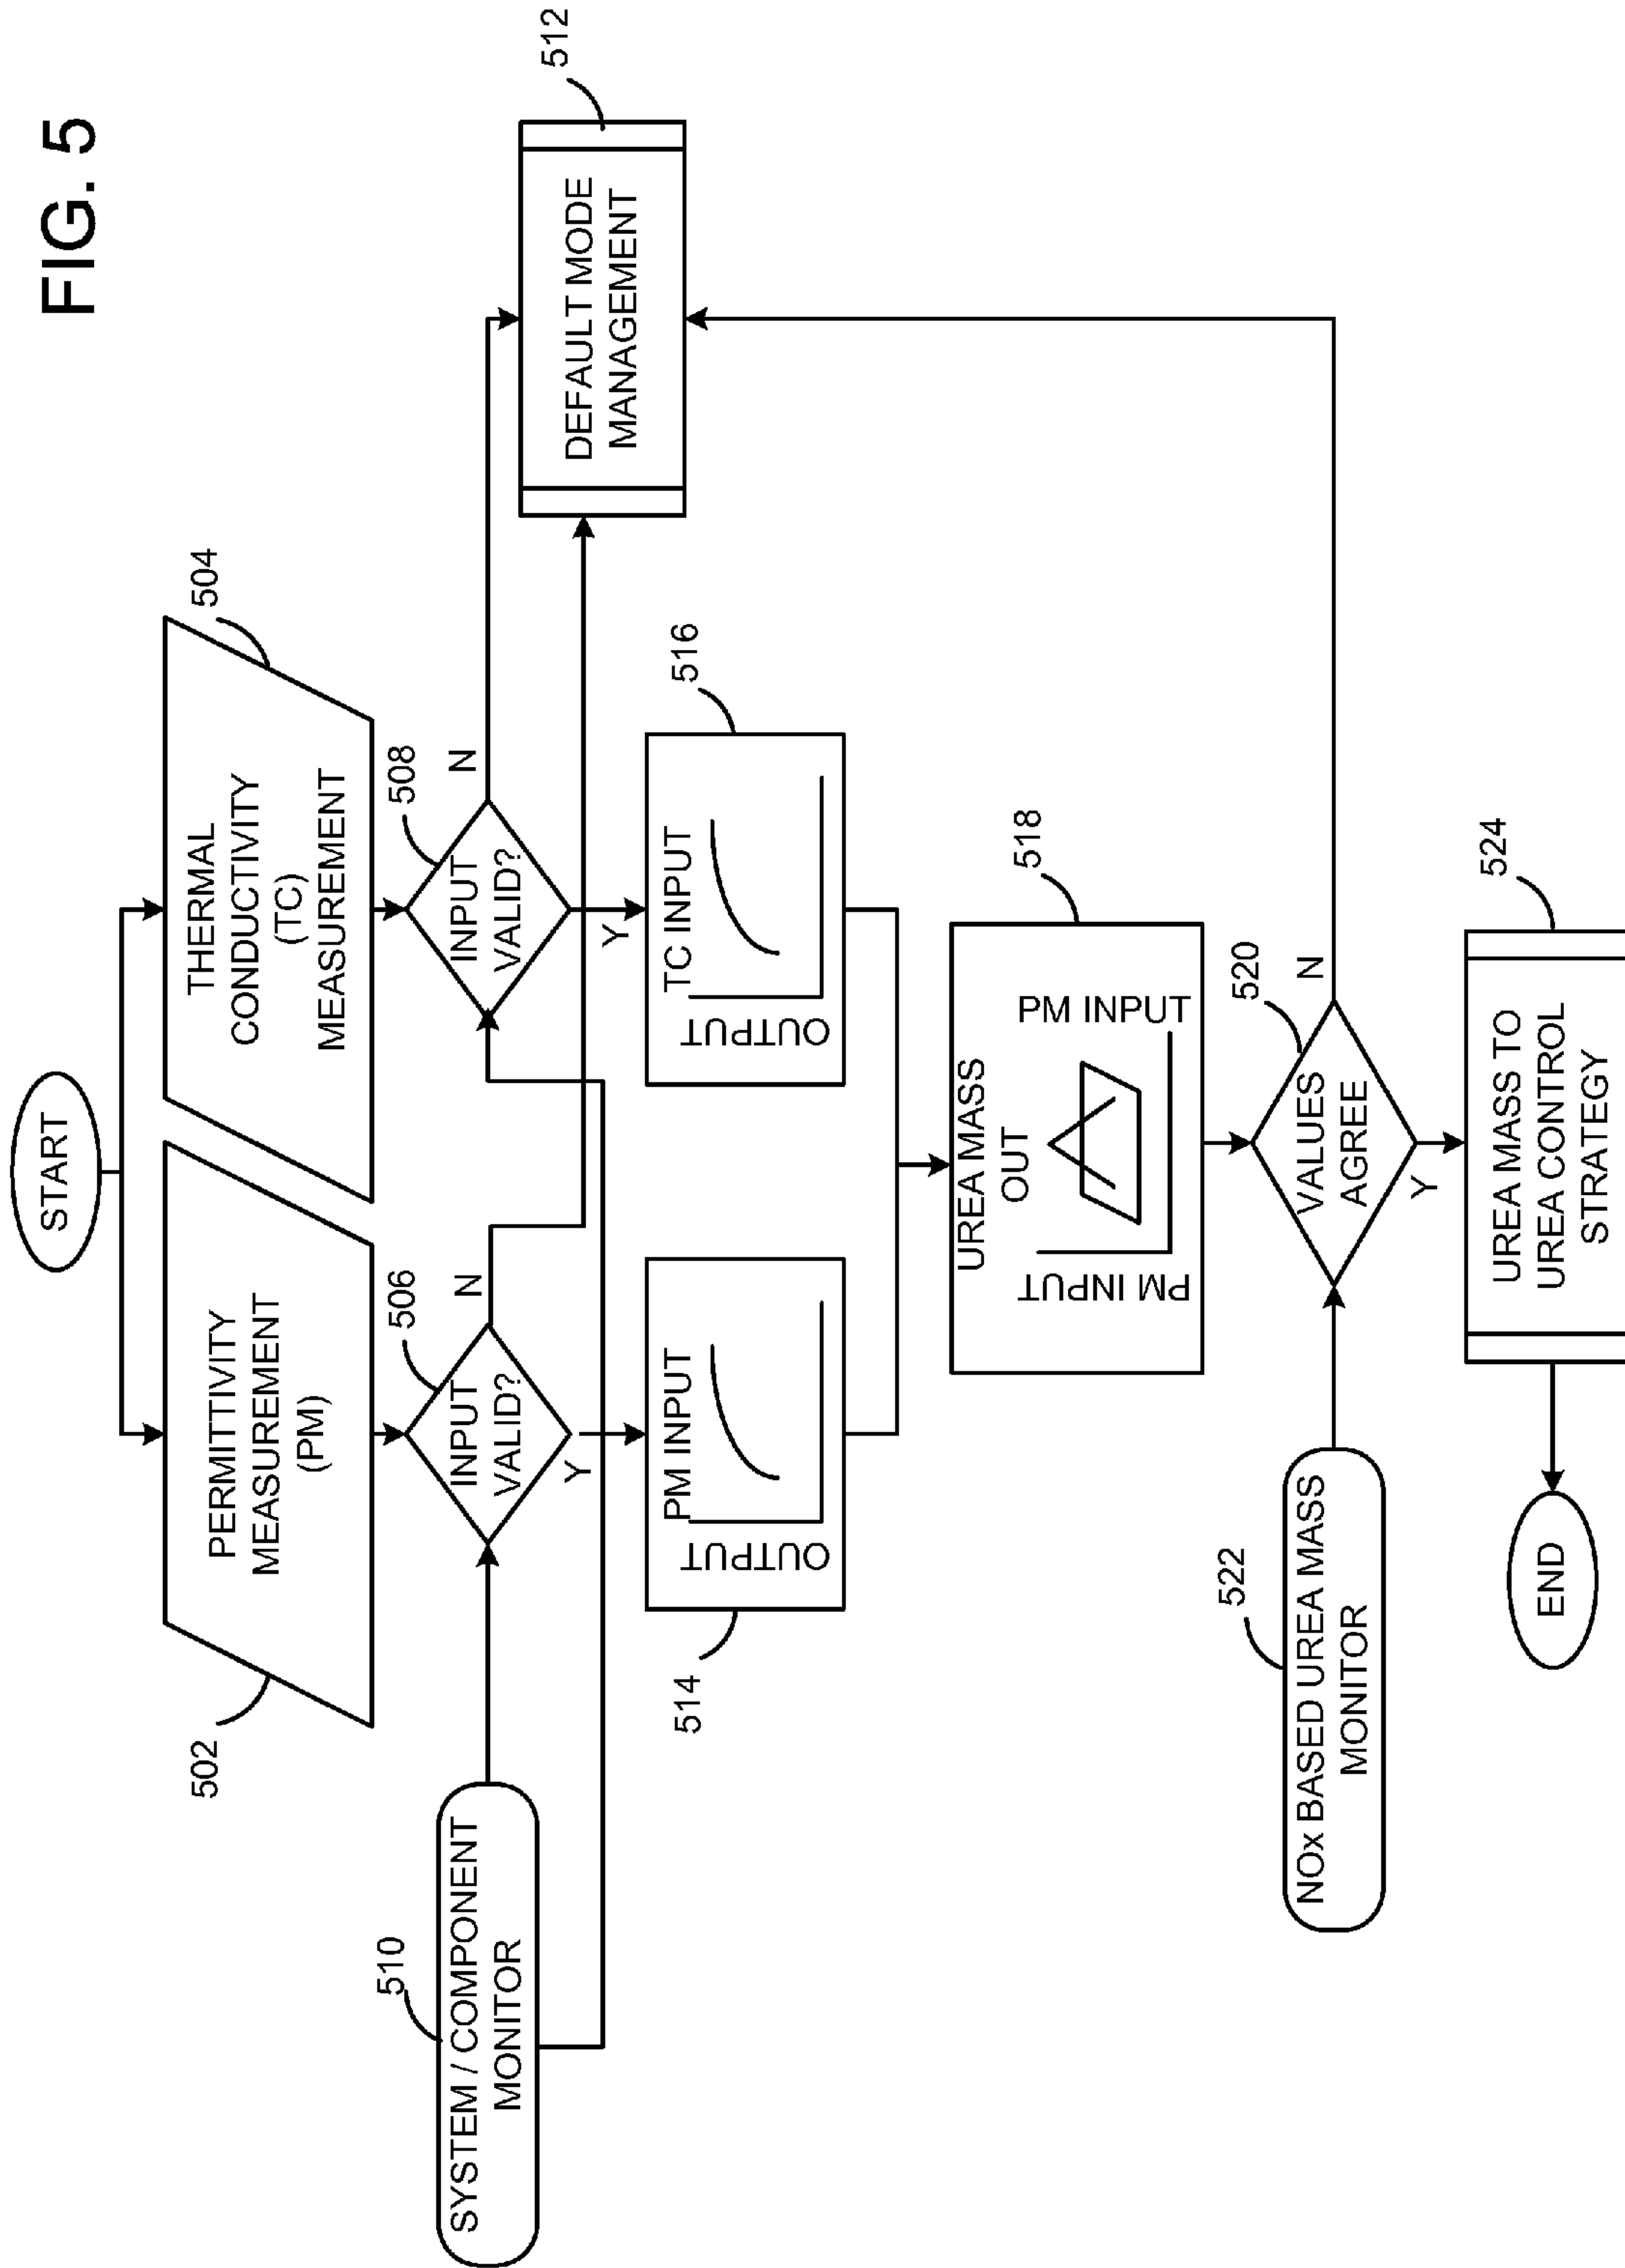 FIG. 5
START
502
PERMITTIVITY
MEASUREMENT
(PM)
504
THERMAL
CONDUCTIVITY
(TC)
MEASUREMENT
510
SYSTEM / COMPONENT
MONITOR
506
INPUT
VALID?
N
Y
508
INPUT
VALID?
N
Y
512
DEFAULT MODE
MANAGEMENT
514
PM INPUT
OUTPUT
516
TC INPUT
OUTPUT
518
UREA MASS
OUT
PM INPUT
PM INPUT
522
NOx BASED UREA MASS
MONITOR
520
VALUES
AGREE
N
Y
524
UREA MASS TO
UREA CONTROL
STRATEGY
END